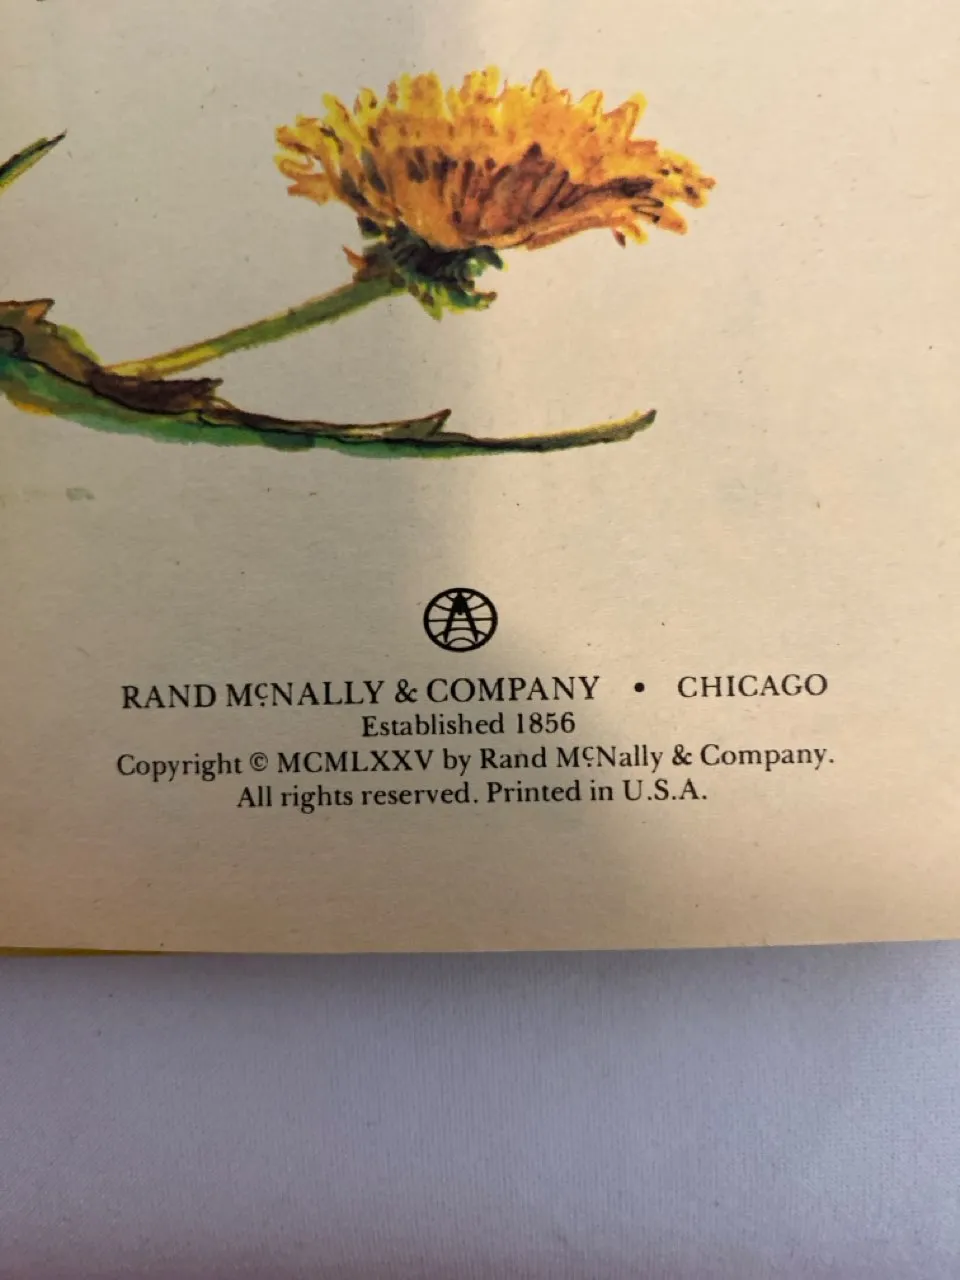 RAND McNALLY & COMPANY • CHICAGO
Established 1856
Copyright © MCMLXXV by Rand McNally & Company.
All rights reserved. Printed in U.S.A.